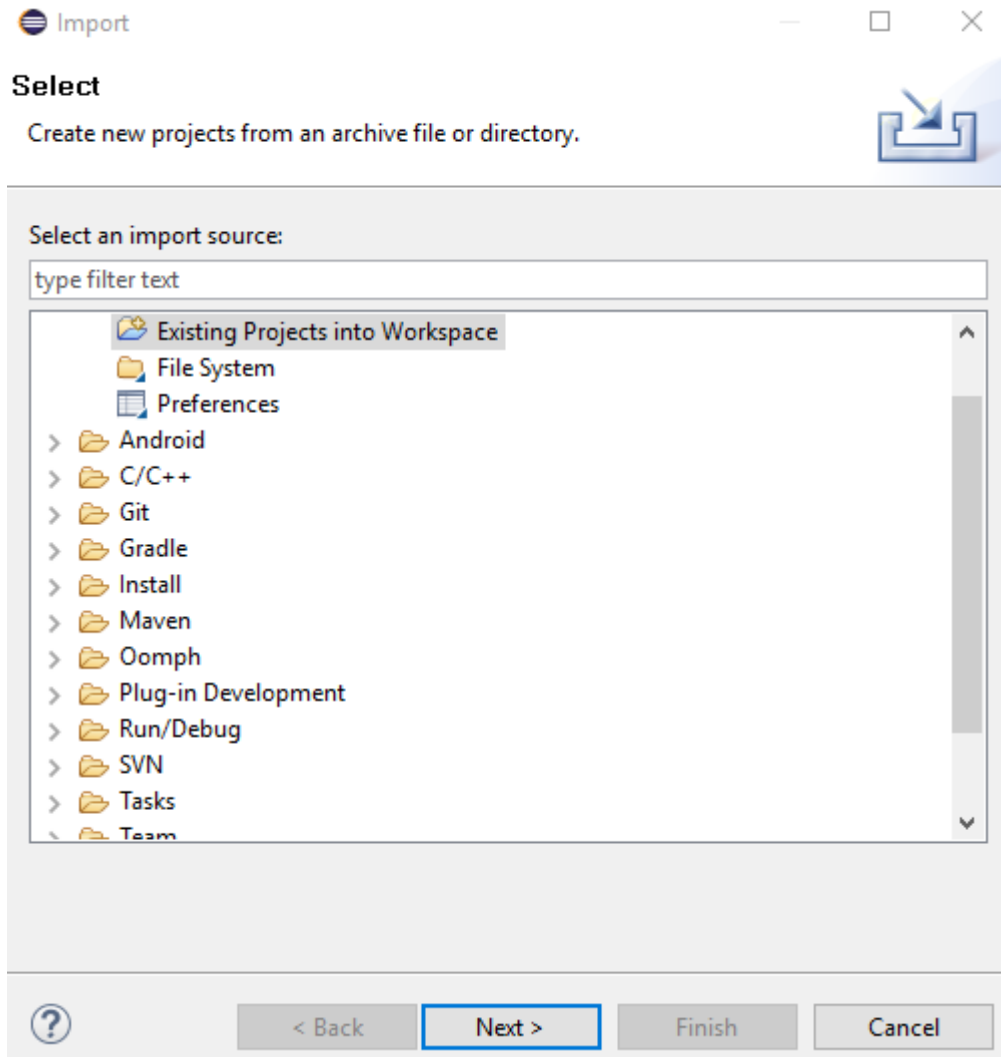 Import
Select
Create new projects from an archive file or directory.
Select an import source:
type filter text
Existing Projects into Workspace
File System
Preferences
Android
C/C++
Git
Gradle
Install
Maven
Oomph
Plug-in Development
Run/Debug
SVN
Tasks
Team
? < Back Next > Finish Cancel